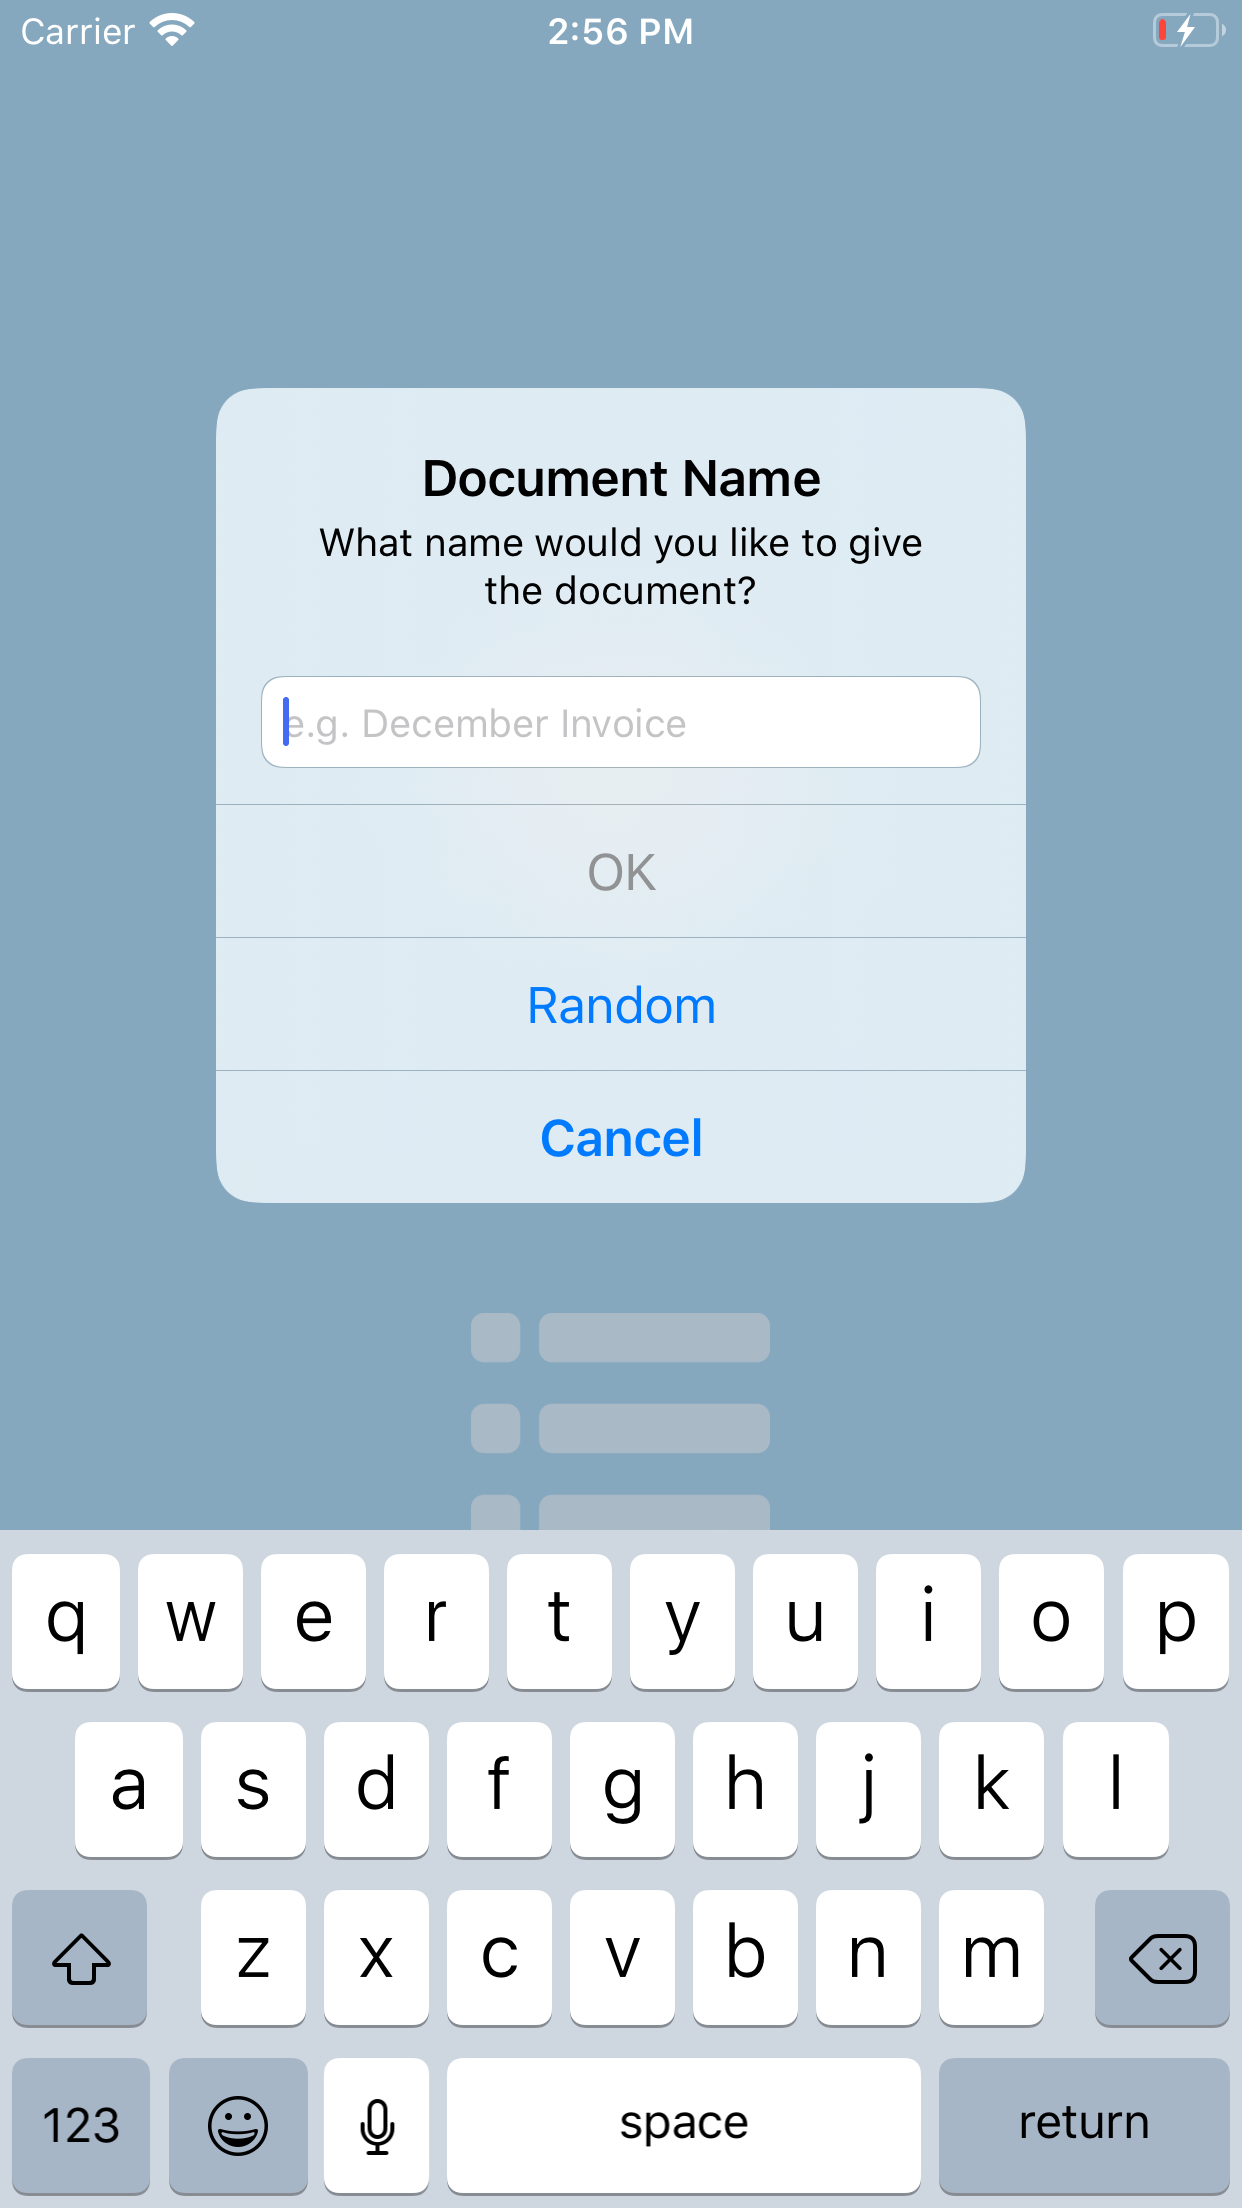 Carrier 2:56 PM
Document Name
What name would you like to give
the document?
e.g. December Invoice
OK
Random
Cancel
q w e r t y u i o p
a s d f g h j k l
z x c v b n m
123 space return